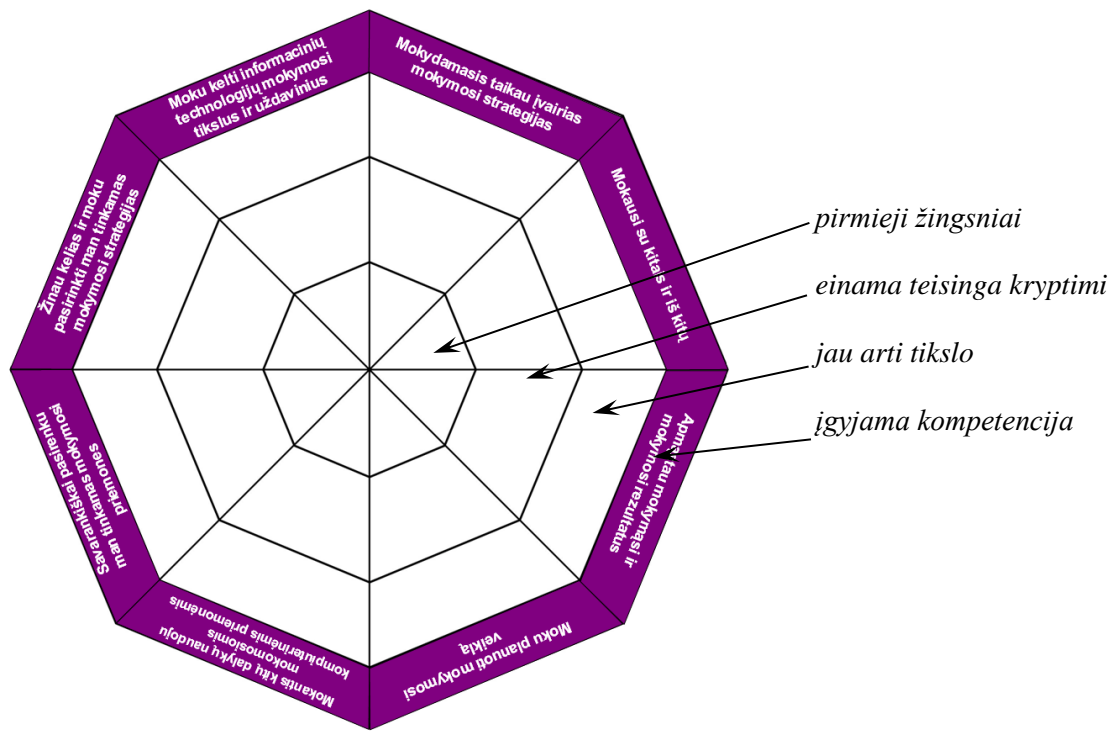 Moku kelti informacinių
technologijų mokymosi
tikslus ir uždavinius
Mokydamasis taikau įvairias
mokymosi strategijas
Mokausi su kitais ir iš kitų
Apmąstau mokymąsi ir
mokymosi rezultatus
Moku planuoti mokymosi
veiklą
Mokantis kitų dalykų naudoju
mokomosiomis
kompiuterinėmis priemonėmis
Savarankiškai pasirenku
man tinkamas mokymosi
priemones
Žinau kelias ir moku
pasirinkti man tinkamas
mokymosi strategijas
pirmieji žingsniai
einama teisinga kryptimi
jau arti tikslo
įgyjama kompetencija